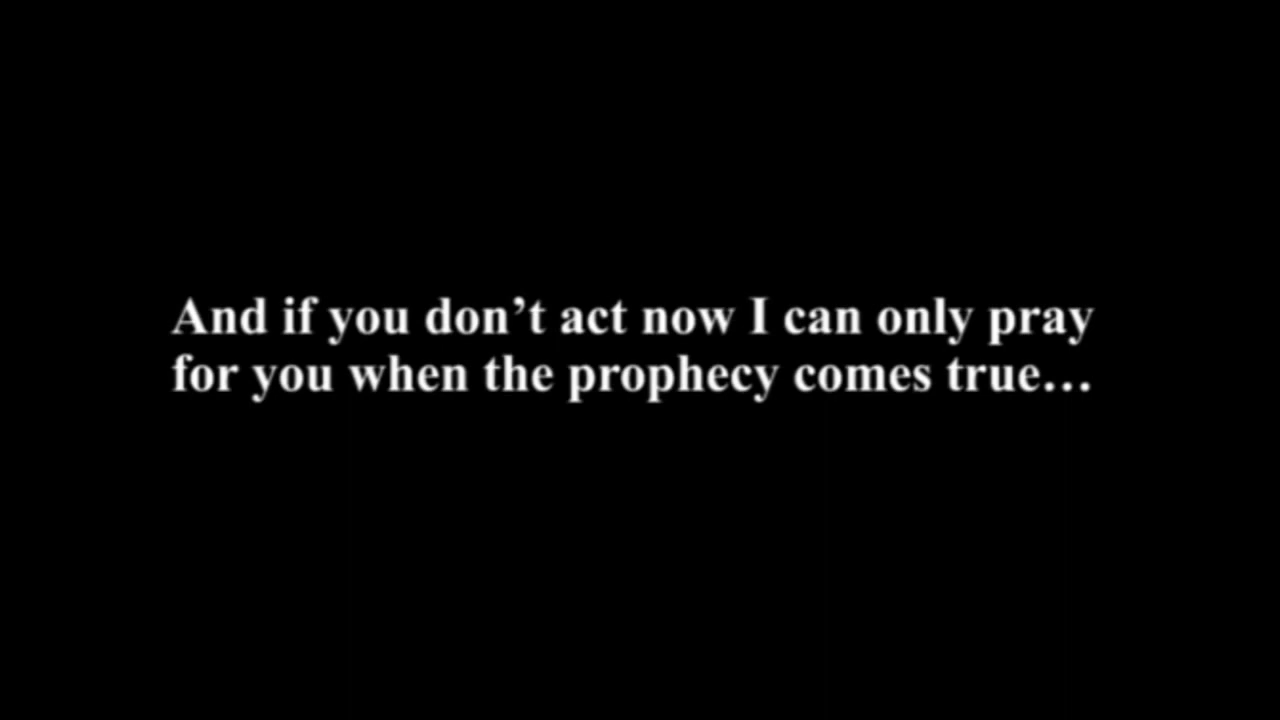 And if you don’t act now I can only pray
for you when the prophecy comes true…